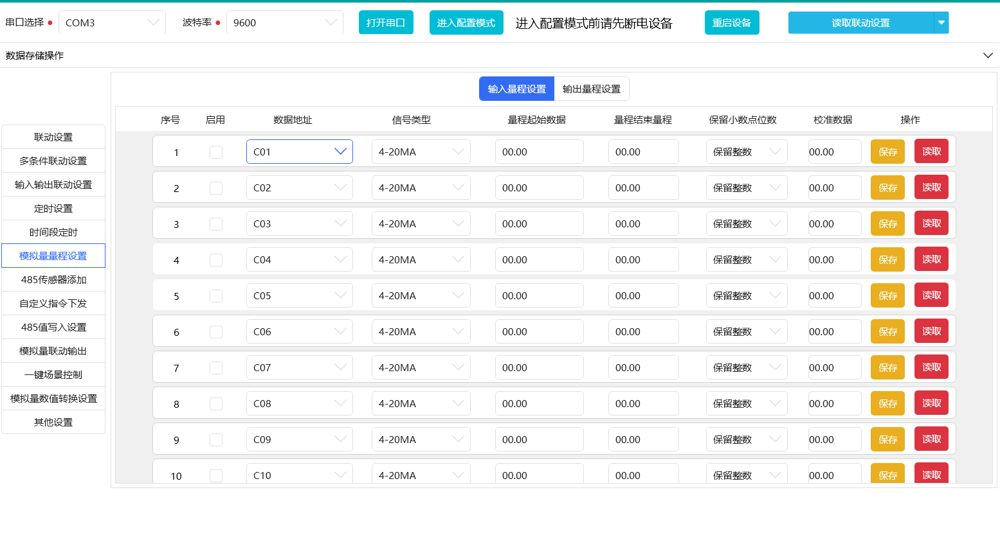 串口选择 COM3 波特率 9600 打开串口 进入配置模式 进入配置模式前请先断电设备 重启设备 读取联动设置
数据存储操作
输入量程设置 输出量程设置
序号 启用 数据地址 信号类型 量程起始数据 量程结束量程 保留小数点位数 校准数据 操作
联动设置
多条件联动设置
输入输出联动设置
定时设置
时间段定时
模拟量量程设置
485传感器添加
自定义指令下发
485值写入设置
模拟量联动输出
一键场景控制
模拟量数值转换设置
其他设置
1 C01 4-20MA 00.00 00.00 保留整数 00.00 保存 读取
2 C02 4-20MA 00.00 00.00 保留整数 00.00 保存 读取
3 C03 4-20MA 00.00 00.00 保留整数 00.00 保存 读取
4 C04 4-20MA 00.00 00.00 保留整数 00.00 保存 读取
5 C05 4-20MA 00.00 00.00 保留整数 00.00 保存 读取
6 C06 4-20MA 00.00 00.00 保留整数 00.00 保存 读取
7 C07 4-20MA 00.00 00.00 保留整数 00.00 保存 读取
8 C08 4-20MA 00.00 00.00 保留整数 00.00 保存 读取
9 C09 4-20MA 00.00 00.00 保留整数 00.00 保存 读取
10 C10 4-20MA 00.00 00.00 保留整数 00.00 保存 读取